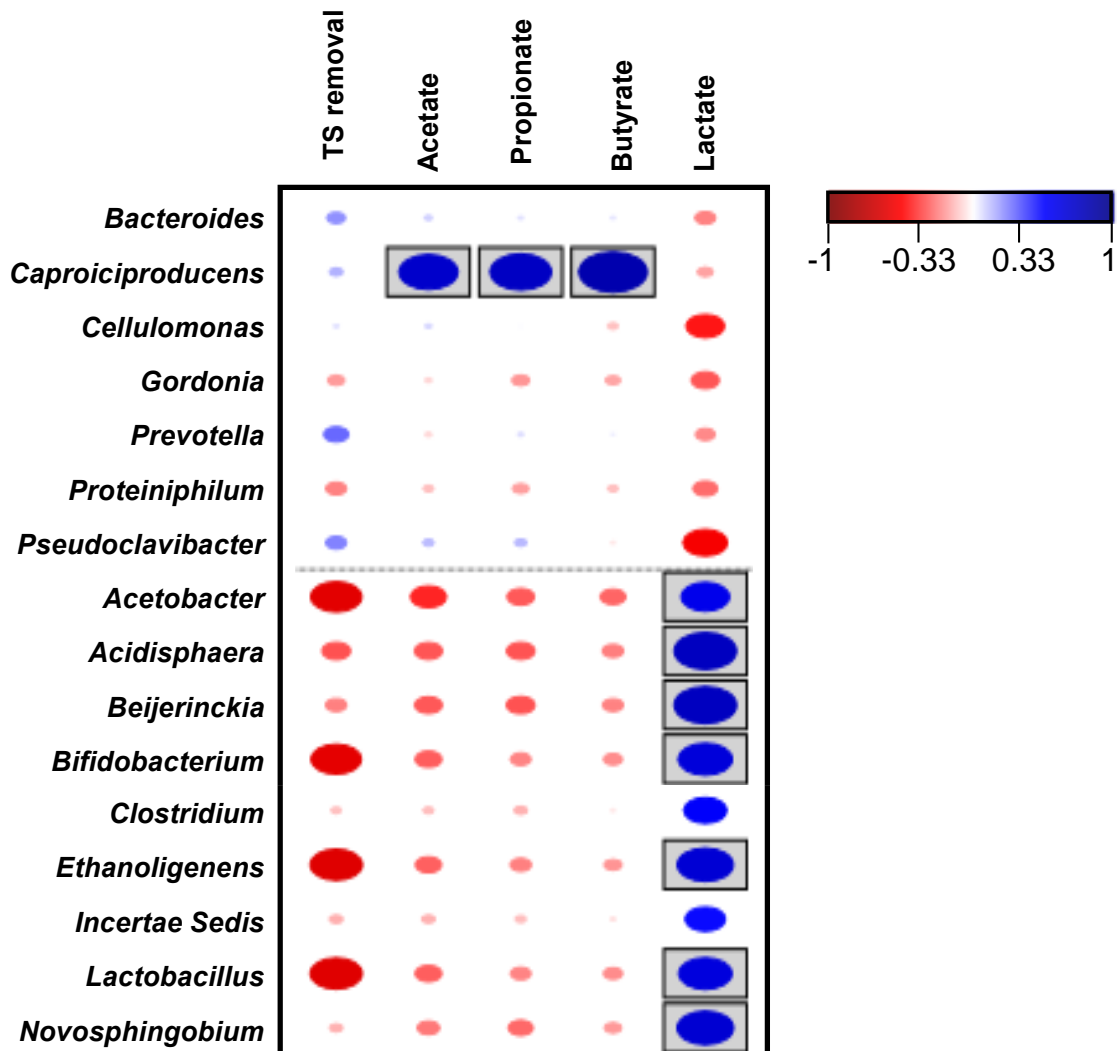 TS removal
Acetate
Propionate
Butyrate
Lactate
Bacteroides
Caproiciproducens
Cellulomonas
Gordonia
Prevotella
Proteiniphilum
Pseudoclavibacter
Acetobacter
Acidisphaera
Beijerinckia
Bifidobacterium
Clostridium
Ethanoligenens
Incertae Sedis
Lactobacillus
Novosphingobium
-1 -0.33 0.33 1